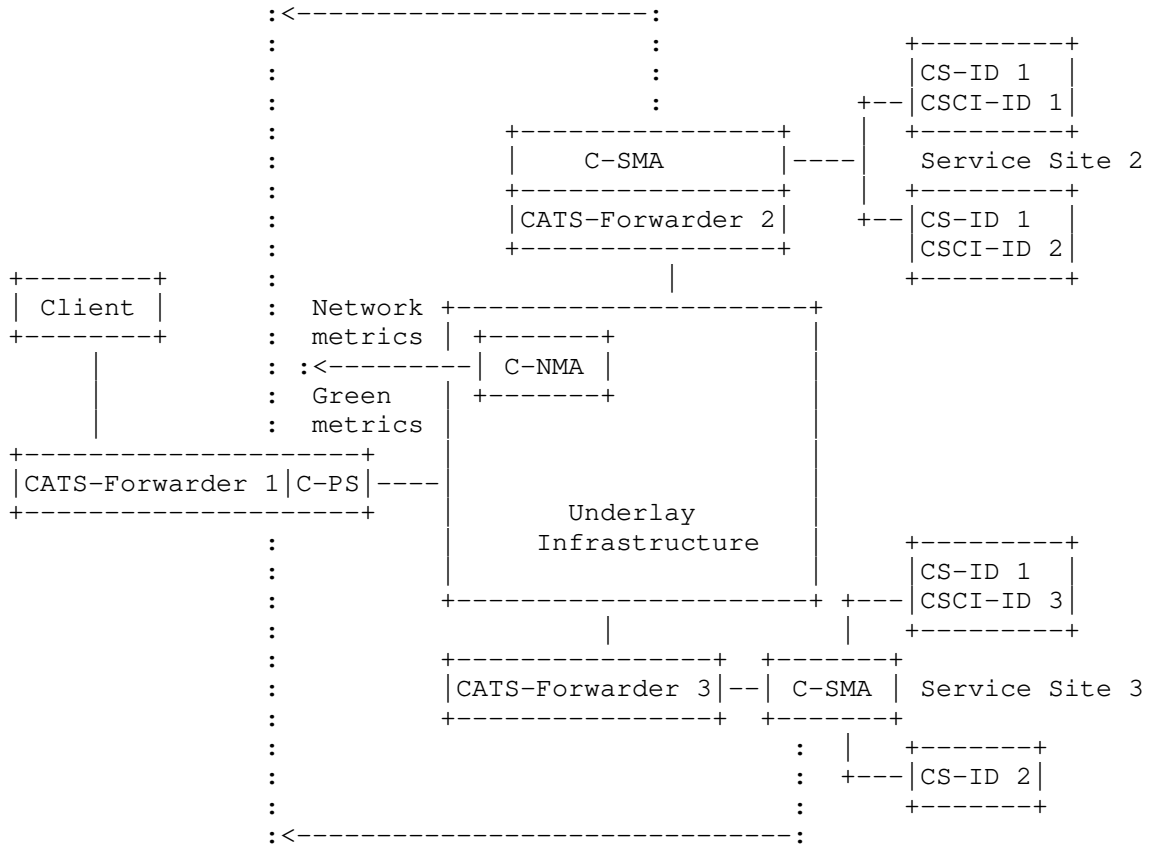 CS-ID 1
CSCI-ID 1
C-SMA
Service Site 2
CATS-Forwarder 2
CS-ID 1
CSCI-ID 2
Client
Network
metrics
C-NMA
Green
metrics
CATS-Forwarder 1
C-PS
Underlay
Infrastructure
CS-ID 1
CSCI-ID 3
CATS-Forwarder 3
C-SMA
Service Site 3
CS-ID 2